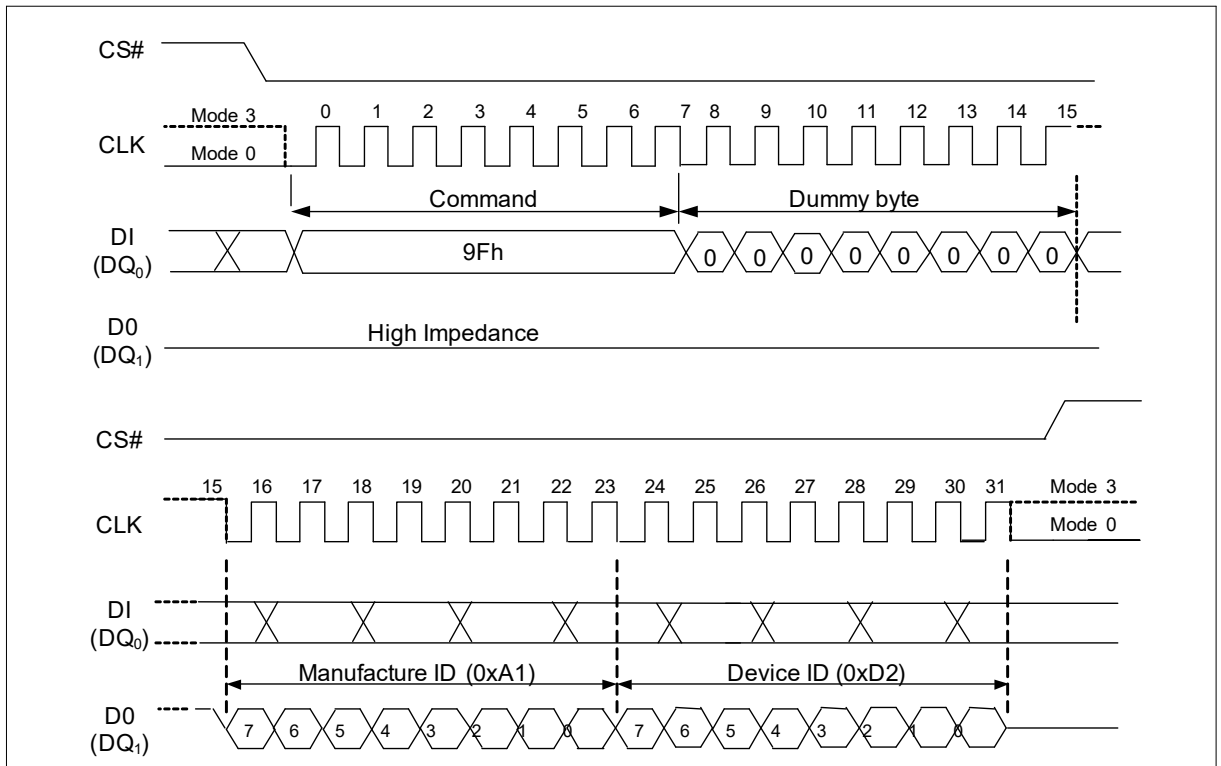 CS#
Mode 3
0 1 2 3 4 5 6 7 8 9 10 11 12 13 14 15
CLK
Mode 0
Command Dummy byte
DI
(DQ0)
9Fh 0 0 0 0 0 0 0 0
D0
(DQ1)
High Impedance
CS#
15 16 17 18 19 20 21 22 23 24 25 26 27 28 29 30 31 Mode 3
CLK
Mode 0
DI
(DQ0)
Manufacture ID (0xA1) Device ID (0xD2)
D0
(DQ1)
7 6 5 4 3 2 1 0 7 6 5 4 3 2 1 0